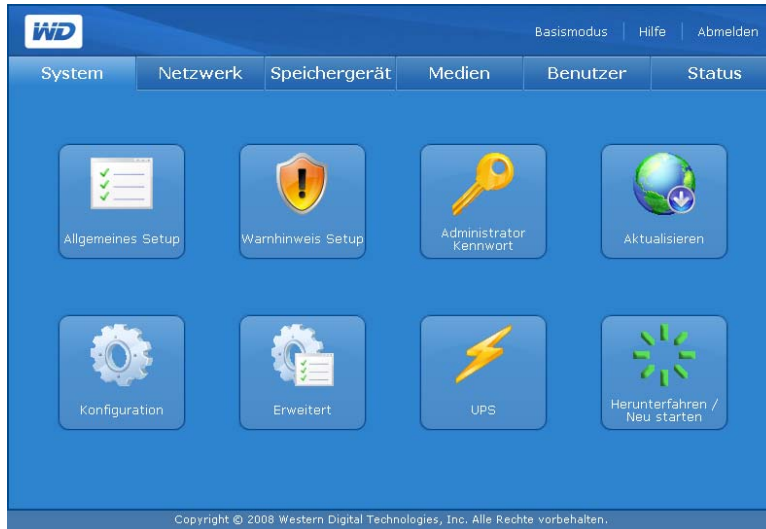 WD
Basismodus Hilfe Abmelden
System Netzwerk Speichergerät Medien Benutzer Status
Allgemeines Setup
Warnhinweis Setup
Administrator
Kennwort
Aktualisieren
Konfiguration
Erweitert
UPS
Herunterfahren /
Neu starten
Copyright © 2008 Western Digital Technologies, Inc. Alle Rechte vorbehalten.